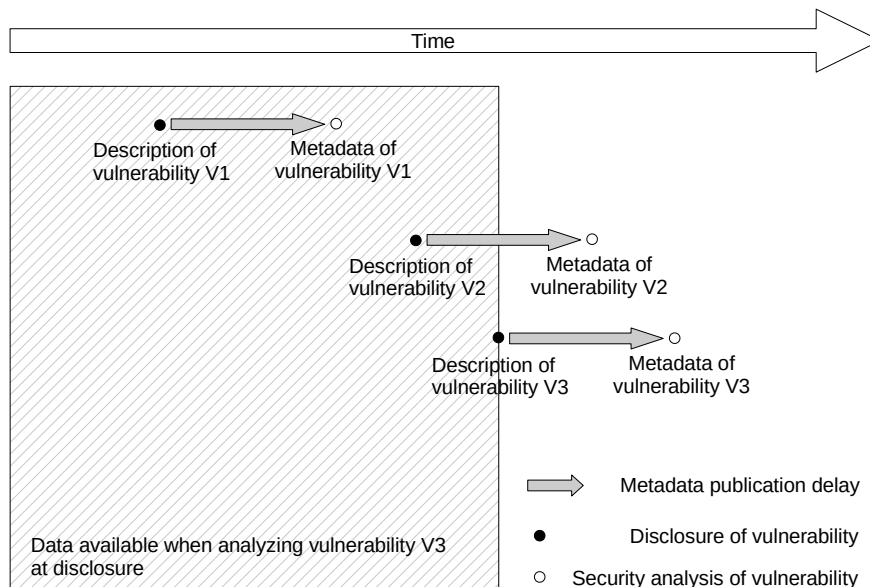 Time
Description of
vulnerability V1
Metadata of
vulnerability V1
Description of
vulnerability V2
Metadata of
vulnerability V2
Description of
vulnerability V3
Metadata of
vulnerability V3
Metadada publication delay
Disclosure of vulnerability
Security analysis of vulnerability
Data available when analyzing vulnerability V3
at disclosure